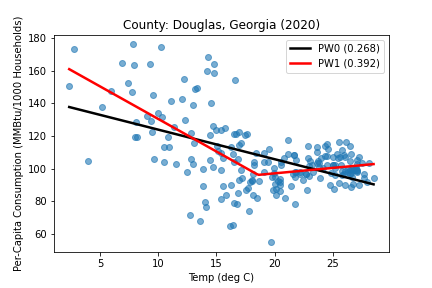 County: Douglas, Georgia (2020)
Per-Capita Consumption (MMBtu/1000 Households)
180
160
140
120
100
80
60
PW0 (0.268)
PW1 (0.392)
5 10 15 20 25
Temp (deg C)